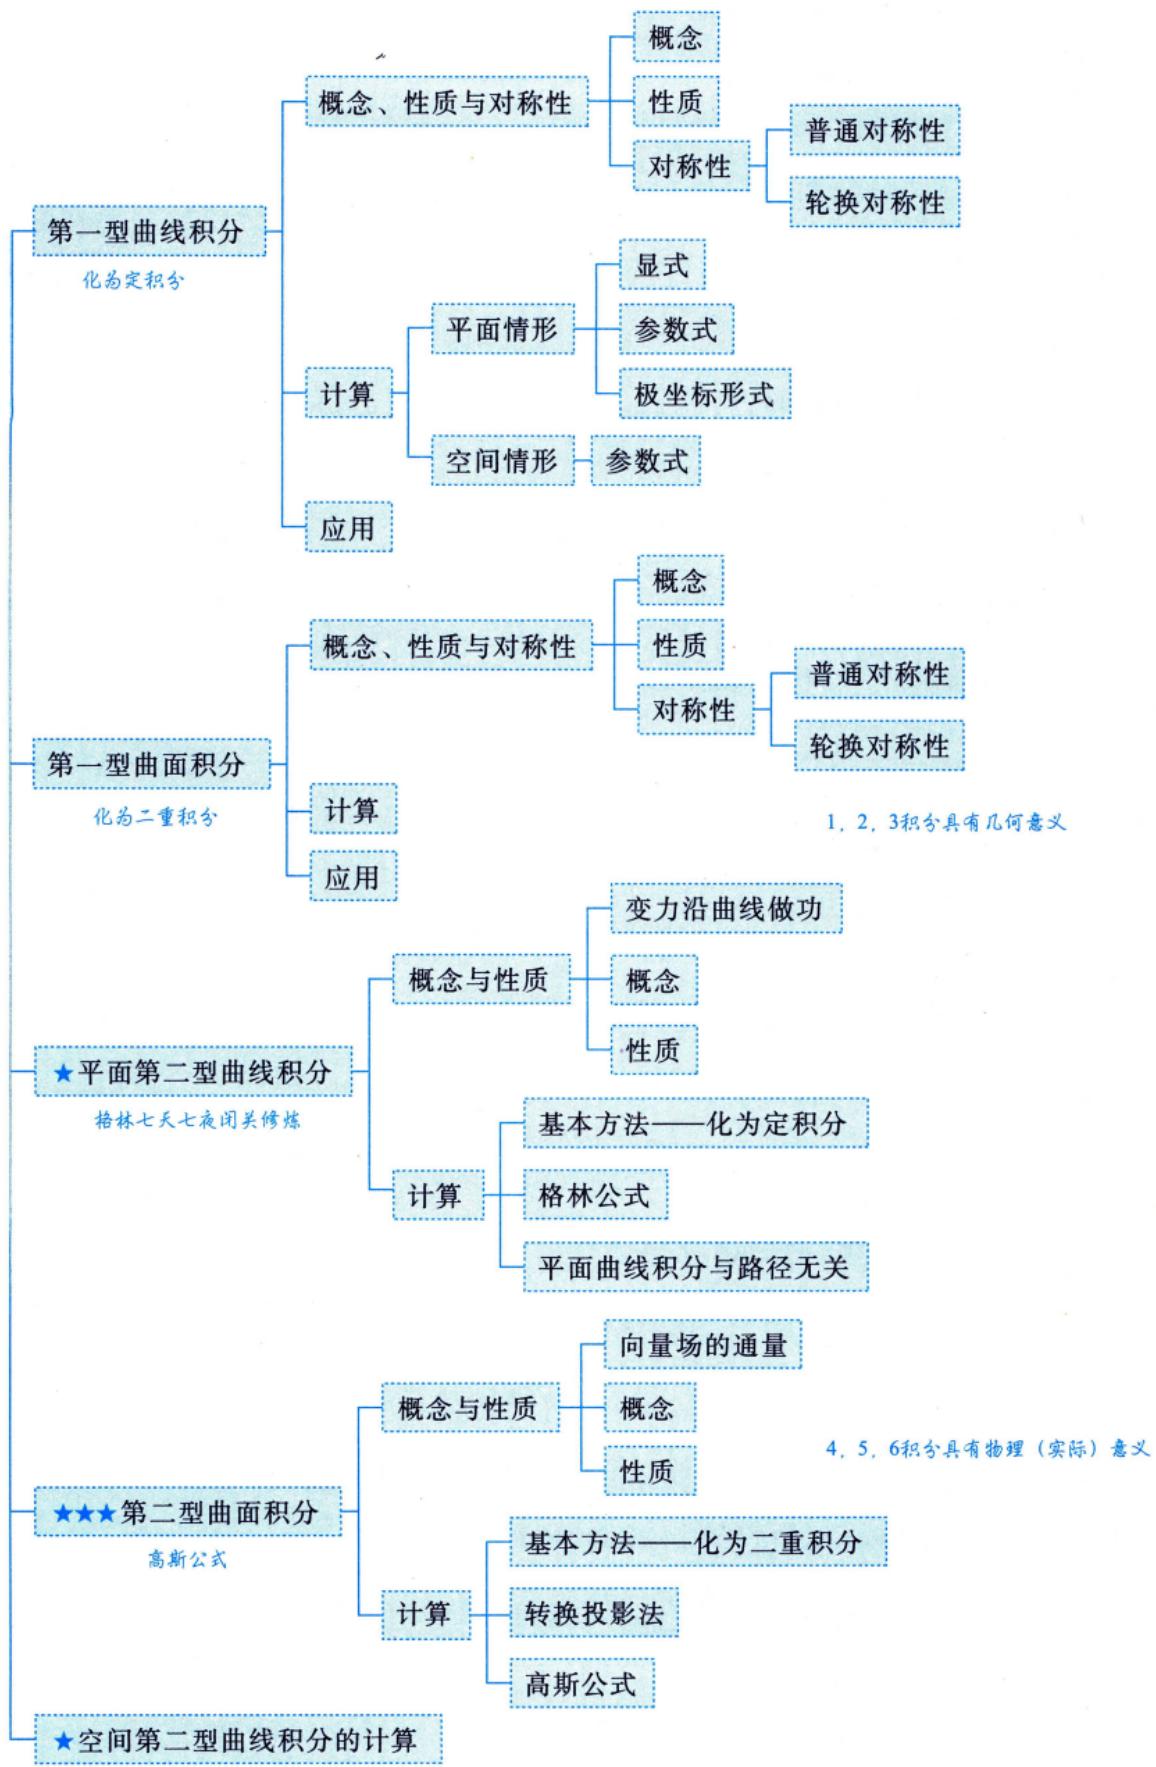 概念
概念、性质与对称性
性质
普通对称性
对称性
轮换对称性
第一型曲线积分
化为定积分
显式
平面情形
参数式
计算
极坐标形式
空间情形
参数式
应用
概念
概念、性质与对称性
性质
普通对称性
对称性
轮换对称性
第一型曲面积分
化为二重积分
计算
1，2，3积分具有几何意义
应用
变力沿曲线做功
概念与性质
概念
性质
★平面第二型曲线积分
格林七天七夜闭关修炼
基本方法——化为定积分
计算
格林公式
平面曲线积分与路径无关
向量场的通量
概念与性质
概念
4，5，6积分具有物理（实际）意义
性质
★★★第二型曲面积分
高斯公式
基本方法——化为二重积分
计算
转换投影法
高斯公式
★空间第二型曲线积分的计算